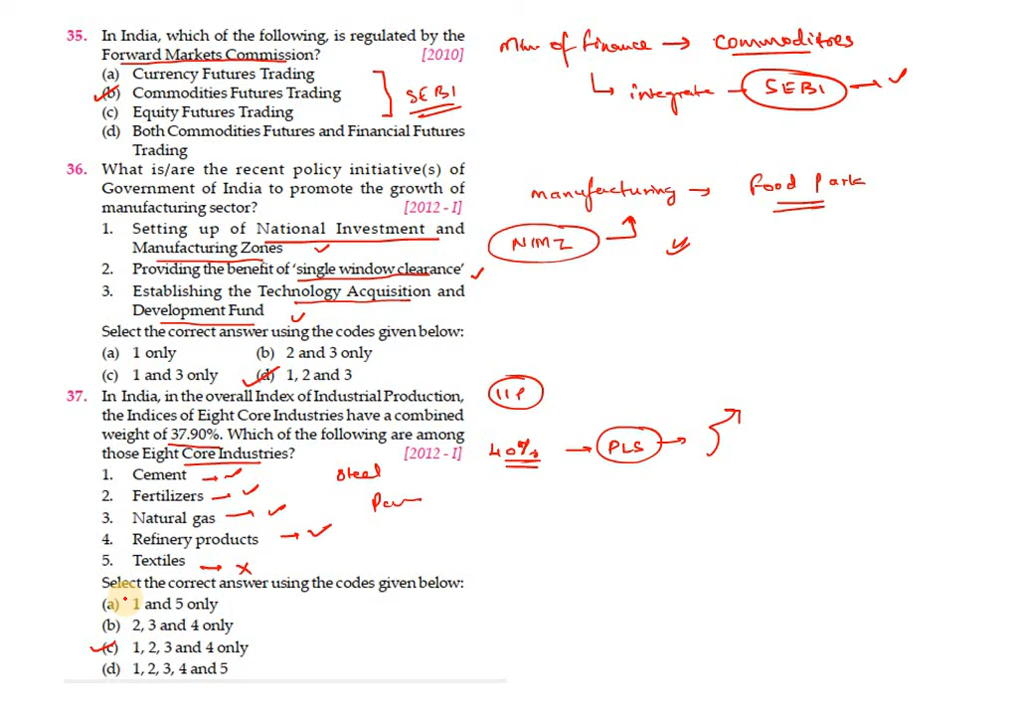 35. In India, which of the following, is regulated by the
Forward Markets Commission? [2010]
(a) Currency Futures Trading
(b) Commodities Futures Trading
(c) Equity Futures Trading
(d) Both Commodities Futures and Financial Futures
Trading
SEBI
of finance → commodities
↳ integrate – SEBI
36. What is/are the recent policy initiative(s) of
Government of India to promote the growth of
manufacturing sector? [2012 - I]
1. Setting up of National Investment and
Manufacturing Zones
2. Providing the benefit of 'single window clearance'
3. Establishing the Technology Acquisition and
Development Fund
Select the correct answer using the codes given below:
(a) 1 only (b) 2 and 3 only
(c) 1 and 3 only (d) 1, 2 and 3
manufacturing → Food Park
NIMZ
37. In India, in the overall Index of Industrial Production,
the Indices of Eight Core Industries have a combined
weight of 37.90%. Which of the following are among
those Eight Core Industries? [2012 - I]
1. Cement
2. Fertilizers
3. Natural gas
4. Refinery products
5. Textiles
Select the correct answer using the codes given below:
(a) 1 and 5 only
(b) 2, 3 and 4 only
(c) 1, 2, 3 and 4 only
(d) 1, 2, 3, 4 and 5
Steel
IIP
40% → PLS →